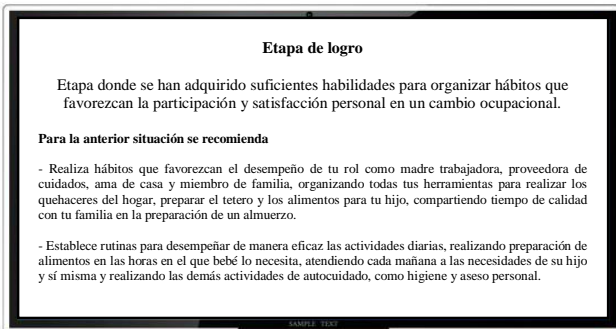 Etapa de logro
Etapa donde se han adquirido suficientes habilidades para organizar hábitos que
favorezcan la participación y satisfacción personal en un cambio ocupacional.
Para la anterior situación se recomienda
- Realiza hábitos que favorezcan el desempeño de tu rol como madre trabajadora, proveedora de
cuidados, ama de casa y miembro de familia, organizando todas tus herramientas para realizar los
quehaceres del hogar, preparar el tetero y los alimentos para tu hijo, compartiendo tiempo de calidad
con tu familia en la preparación de un almuerzo.
- Establece rutinas para desempeñar de manera eficaz las actividades diarias, realizando preparación de
alimentos en las horas en el que bebé lo necesita, atendiendo cada mañana a las necesidades de su hijo
y sí misma y realizando las demás actividades de autocuidado, como higiene y aseo personal.
SAMPLE TEXT